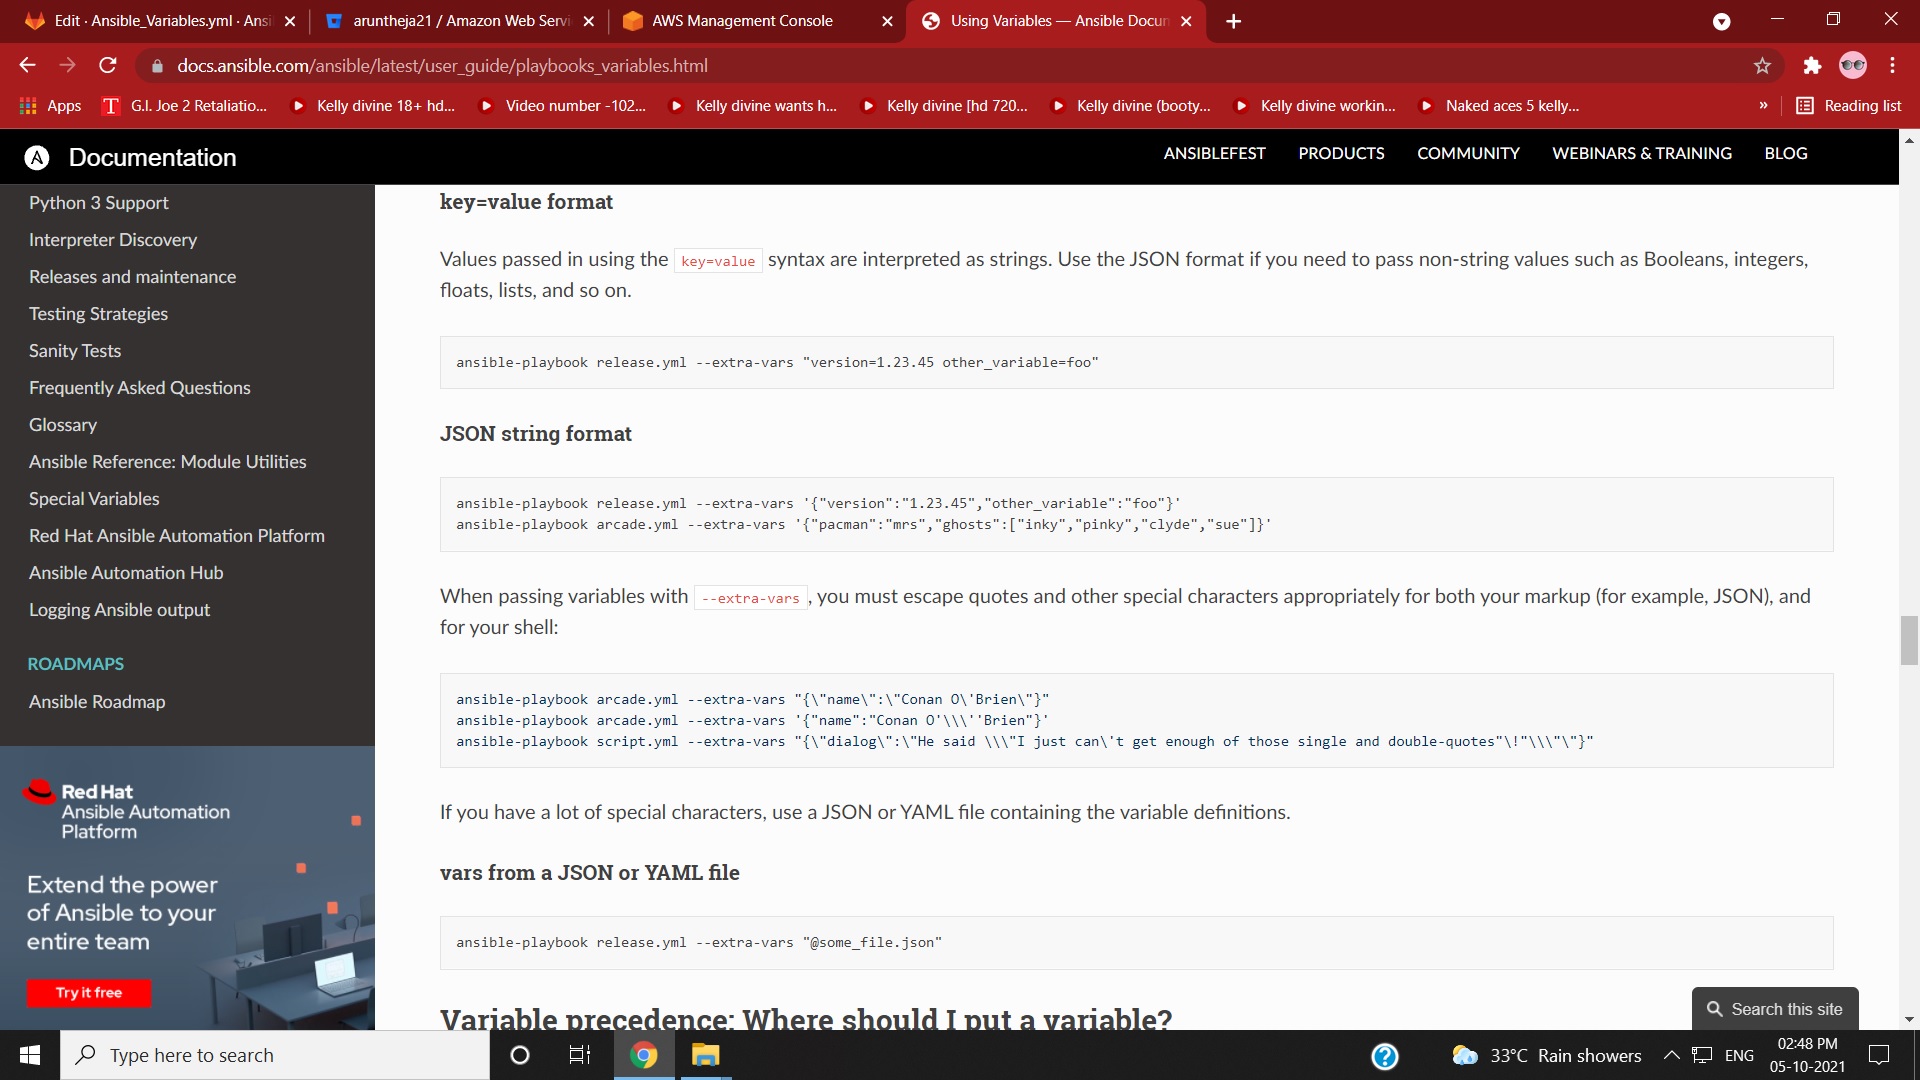 Edit · Ansible_Variables.yml · Ansi
aruntheja21 / Amazon Web Servi
AWS Management Console
Using Variables — Ansible Docun
docs.ansible.com/ansible/latest/user_guide/playbooks_variables.html
Apps
G.I. Joe 2 Retaliatio...
Kelly divine 18+ hd...
Video number -102...
Kelly divine wants h...
Kelly divine [hd 720...
Kelly divine (booty...
Kelly divine workin...
Naked aces 5 kelly...
»
Reading list
Documentation
ANSIBLEFEST
PRODUCTS
COMMUNITY
WEBINARS & TRAINING
BLOG
Python 3 Support
Interpreter Discovery
Releases and maintenance
Testing Strategies
Sanity Tests
Frequently Asked Questions
Glossary
Ansible Reference: Module Utilities
Special Variables
Red Hat Ansible Automation Platform
Ansible Automation Hub
Logging Ansible output
ROADMAPS
Ansible Roadmap
Red Hat
Ansible Automation
Platform
Extend the power
of Ansible to your
entire team
Try it free
key=value format
Values passed in using the key=value syntax are interpreted as strings. Use the JSON format if you need to pass non-string values such as Booleans, integers,
floats, lists, and so on.
ansible-playbook release.yml --extra-vars "version=1.23.45 other_variable=foo"
JSON string format
ansible-playbook release.yml --extra-vars '{"version":"1.23.45","other_variable":"foo"}'
ansible-playbook arcade.yml --extra-vars '{"pacman":"mrs","ghosts":["inky","pinky","clyde","sue"]}'
When passing variables with --extra-vars, you must escape quotes and other special characters appropriately for both your markup (for example, JSON), and
for your shell:
ansible-playbook arcade.yml --extra-vars "{\"name\":\"Conan O\'Brien\"}"
ansible-playbook arcade.yml --extra-vars '{"name":"Conan O'\\\''Brien"}'
ansible-playbook script.yml --extra-vars "{\"dialog\":\"He said \\\"I just can\'t get enough of those single and double-quotes"\!"\\\"\"}"
If you have a lot of special characters, use a JSON or YAML file containing the variable definitions.
vars from a JSON or YAML file
ansible-playbook release.yml --extra-vars "@some_file.json"
Variable precedence: Where should I put a variable?
Search this site
Type here to search
33°C Rain showers
ENG
02:48 PM
05-10-2021